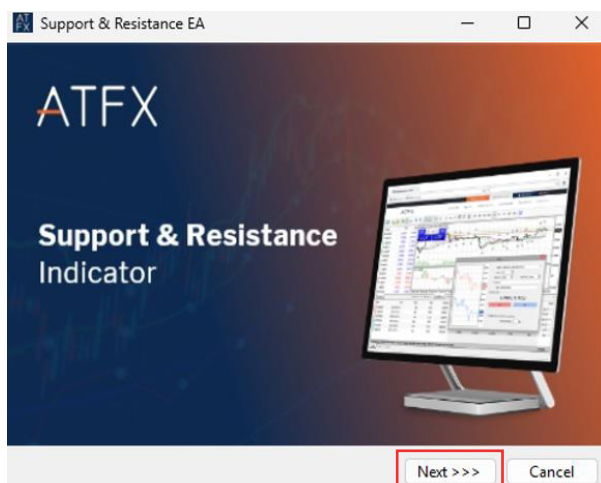 Support & Resistance EA
ATFX
Support & Resistance
Indicator
Next >>>
Cancel